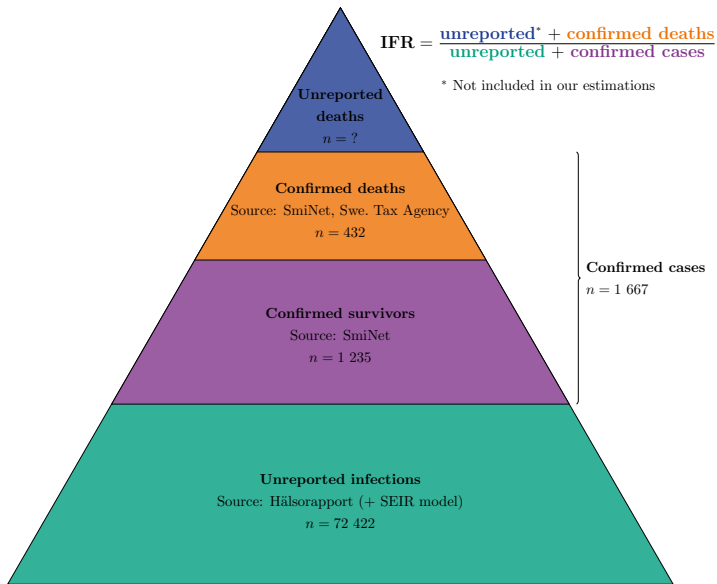 IFR = unreported* + confirmed deaths
unreported + confirmed cases
* Not included in our estimations
Unreported
deaths
n = ?
Confirmed deaths
Source: SmiNet, Swe. Tax Agency
n = 432
Confirmed cases
n = 1 667
Confirmed survivors
Source: SmiNet
n = 1 235
Unreported infections
Source: Hälsorapport (+ SEIR model)
n = 72 422